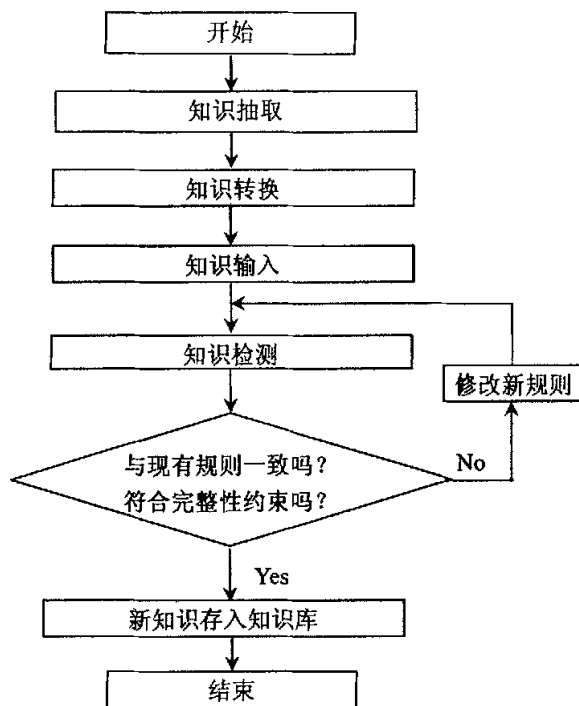 开始
知识抽取
知识转换
知识输入
知识检测
修改新规则
与现有规则一致吗?
符合完整性约束吗?
No
Yes
新知识存入知识库
结束